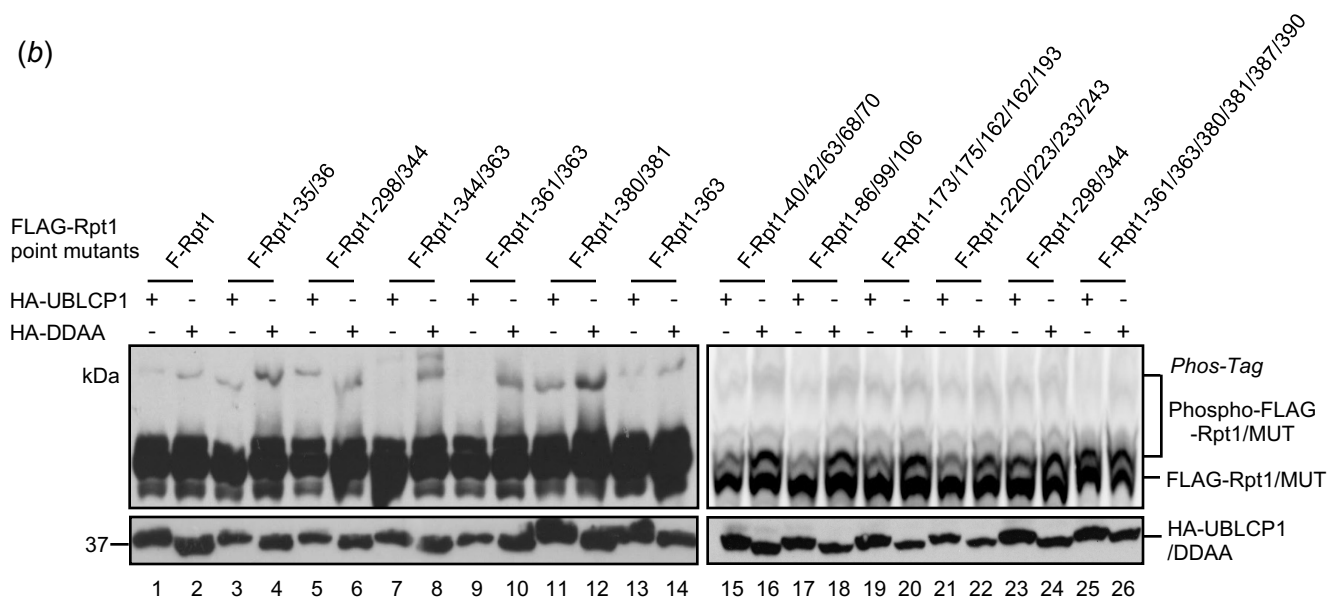 (b)
F-Rpt1
F-Rpt1-35/36
F-Rpt1-298/344
F-Rpt1-344/363
F-Rpt1-361/363
F-Rpt1-380/381
F-Rpt1-363
F-Rpt1-40/42/63/68/70
F-Rpt1-86/99/106
F-Rpt1-173/175/162/162/193
F-Rpt1-220/223/233/243
F-Rpt1-298/344
F-Rpt1-361/363/380/381/387/390
FLAG-Rpt1
point mutants
HA-UBLCP1 + - + - + - + - + - + - + - + - + - + - + - + - + -
HA-DDAA - + - + - + - + - + - + - + - + - + - + - + - + - +
kDa
Phos-Tag
Phospho-FLAG
-Rpt1/MUT
FLAG-Rpt1/MUT
37
HA-UBLCP1
/DDAA
1 2 3 4 5 6 7 8 9 10 11 12 13 14 15 16 17 18 19 20 21 22 23 24 25 26